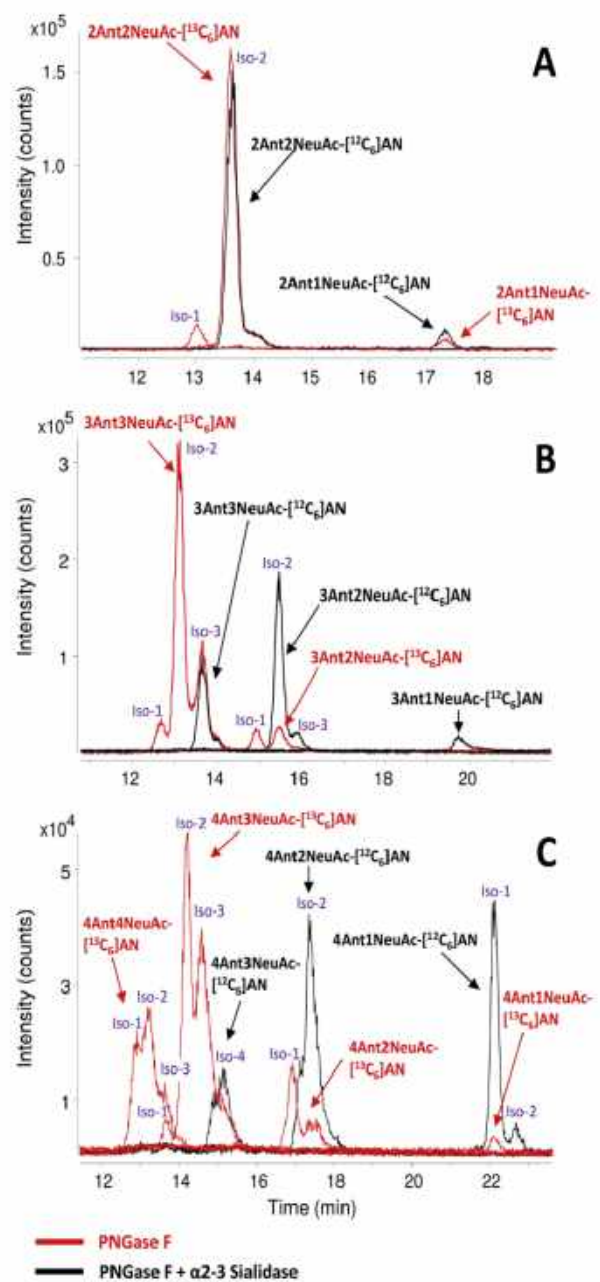 x10⁵
A
2Ant2NeuAc-[¹³C₆]AN
Iso-2
1.5
2Ant2NeuAc-[¹²C₆]AN
1.0
Intensity (counts)
0.5
2Ant1NeuAc-[¹²C₆]AN
2Ant1NeuAc-
[¹³C₆]AN
Iso-1
12 13 14 15 16 17 18
x10⁵
B
3Ant3NeuAc-[¹³C₆]AN
Iso-2
3
3Ant3NeuAc-[¹²C₆]AN
Intensity (counts)
2
Iso-2
3Ant2NeuAc-[¹²C₆]AN
Iso-3
1
3Ant2NeuAc-[¹³C₆]AN
3Ant1NeuAc-[¹²C₆]AN
Iso-1
Iso-1
Iso-3
12 14 16 18 20
x10⁴
C
Iso-2
4Ant3NeuAc-[¹³C₆]AN
4Ant2NeuAc-[¹²C₆]AN
5
Iso-2
Iso-1
Iso-3
4Ant4NeuAc-
[¹³C₆]AN
4Ant1NeuAc-[¹²C₆]AN
4Ant3NeuAc-
[¹²C₆]AN
Intensity (counts)
3
4Ant1NeuAc-
[¹³C₆]AN
Iso-2
Iso-1
Iso-3
Iso-4
Iso-1
4Ant2NeuAc-
[¹³C₆]AN
1
Iso-1
Iso-2
12 14 16 18 20 22
Time (min)
PNGase F
PNGase F + α2-3 Sialidase